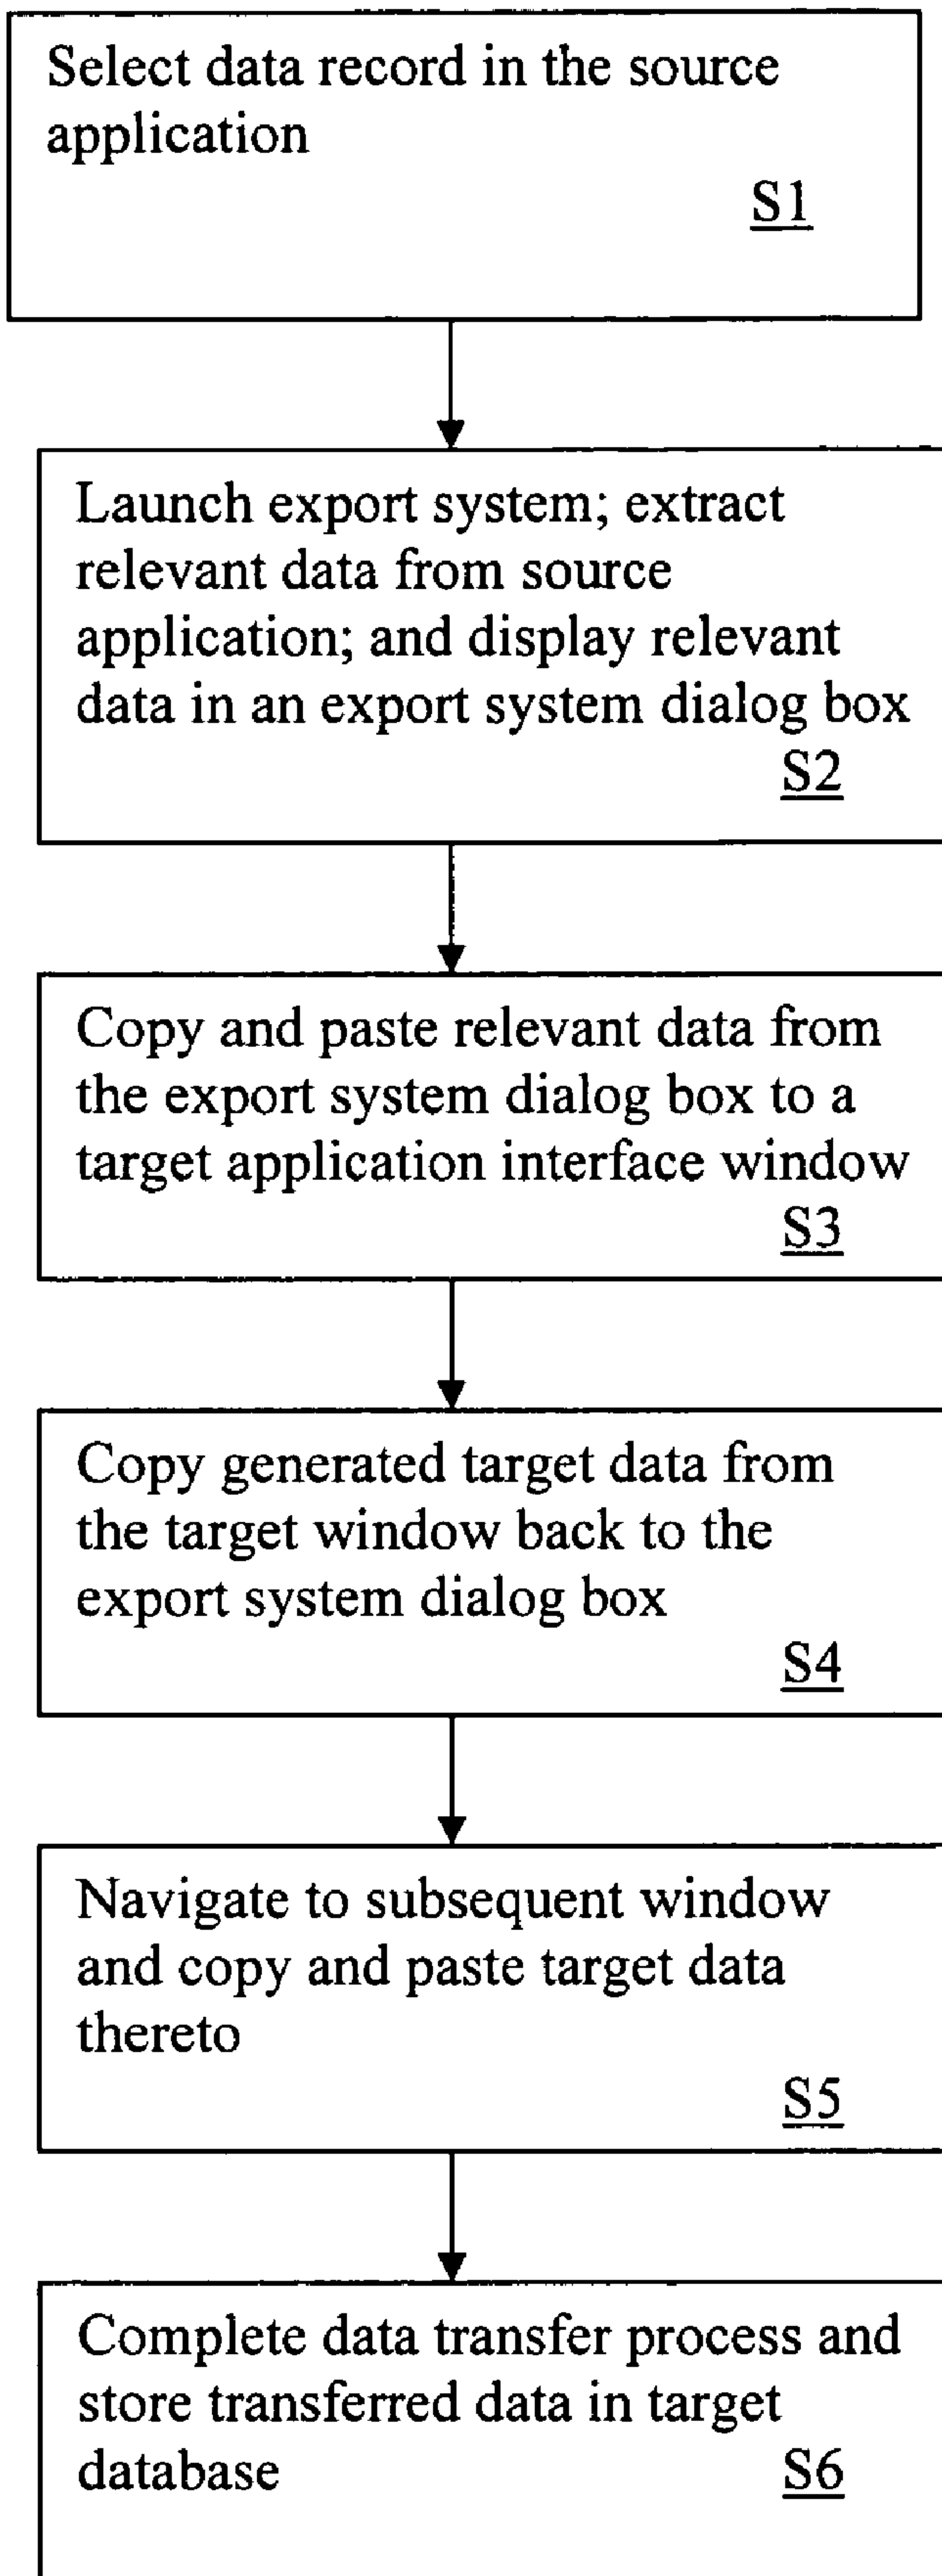 Select data record in the source
application
S1
Launch export system; extract
relevant data from source
application; and display relevant
data in an export system dialog box
S2
Copy and paste relevant data from
the export system dialog box to a
target application interface window
S3
Copy generated target data from
the target window back to the
export system dialog box
S4
Navigate to subsequent window
and copy and paste target data
thereto
S5
Complete data transfer process and
store transferred data in target
database
S6